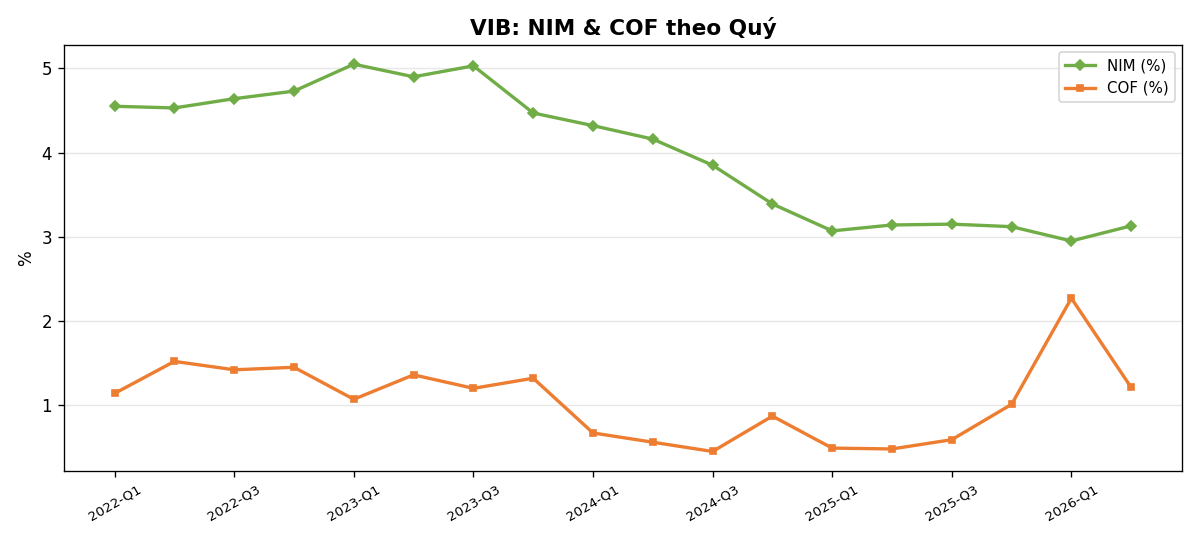 VIB: NIM & COF theo Quý
NIM (%)
COF (%)
%
5
4
3
2
1
2022-Q1
2022-Q3
2023-Q1
2023-Q3
2024-Q1
2024-Q3
2025-Q1
2025-Q3
2026-Q1